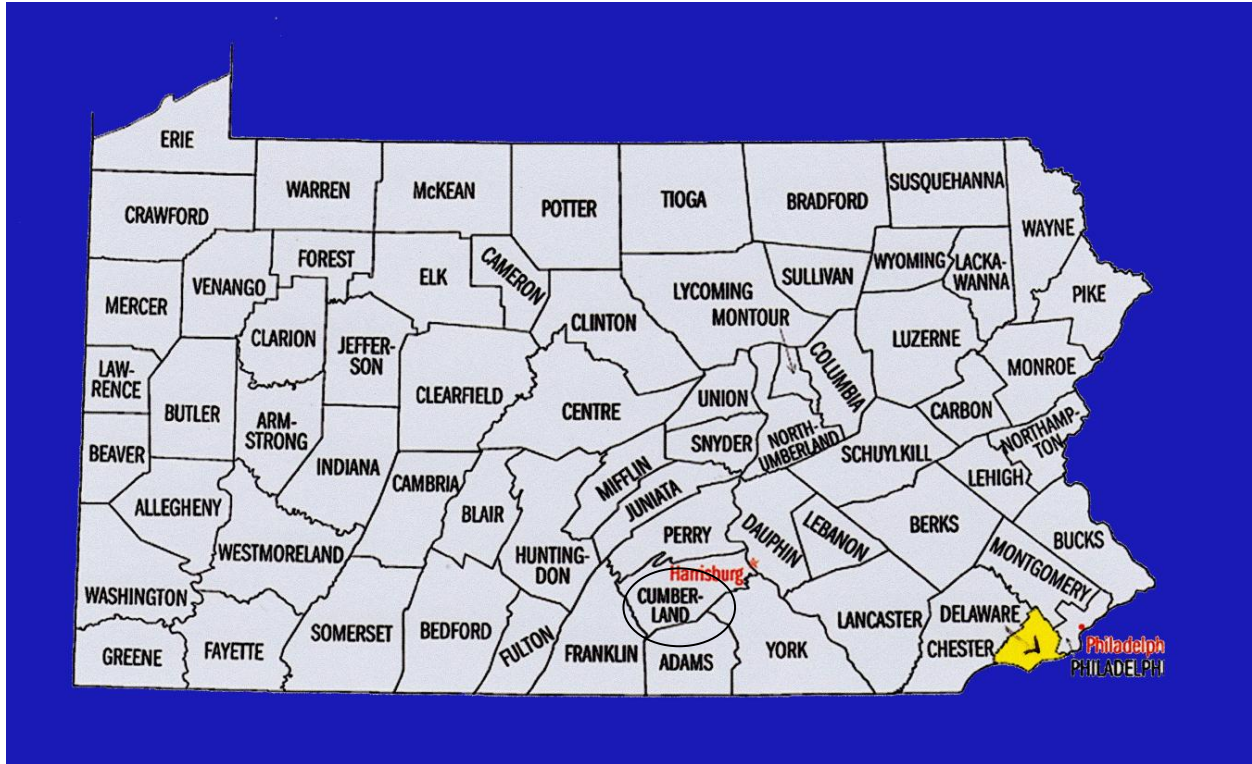 ERIE
WARREN
McKEAN
POTTER
TIOGA
BRADFORD
SUSQUEHANNA
CRAWFORD
WAYNE
FOREST
ELK
CAMERON
VENANGO
LYCOMING
SULLIVAN
WYOMING
LACKA-
WANNA
PIKE
MERCER
CLARION
JEFFER-
SON
CLINTON
MONTOUR
COLUMBIA
LUZERNE
MONROE
LAW-
RENCE
BUTLER
ARM-
STRONG
CLEARFIELD
CENTRE
UNION
CARBON
BEAVER
INDIANA
SNYDER
NORTH-
UMBERLAND
SCHUYLKILL
NORTHAMP-
TON
LEHIGH
ALLEGHENY
CAMBRIA
BLAIR
MIFFLIN
JUNIATA
PERRY
DAUPHIN
LEBANON
BERKS
BUCKS
WESTMORELAND
HUNTING-
DON
Harrisburg
MONTGOMERY
WASHINGTON
CUMBER-
LAND
LANCASTER
DELAWARE
GREENE
FAYETTE
SOMERSET
BEDFORD
FULTON
FRANKLIN
ADAMS
YORK
CHESTER
Philadelph
PHILADELPH